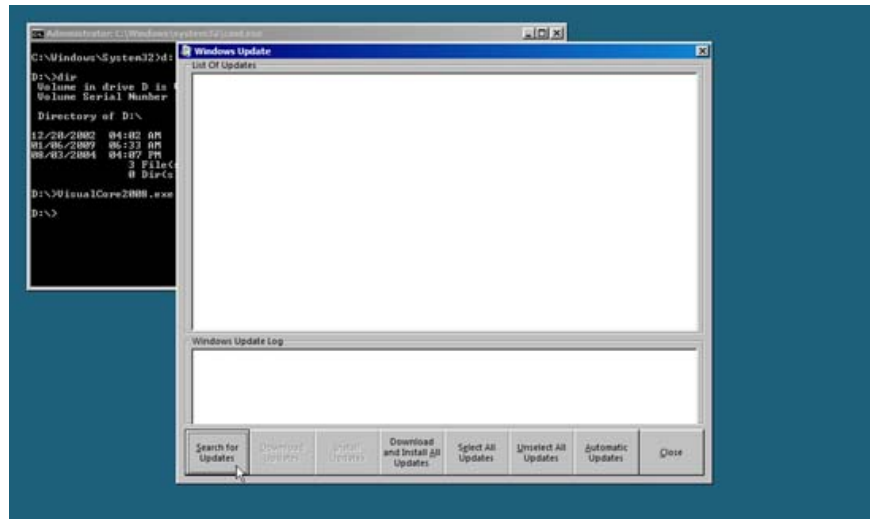 Administrator: C:\Windows\system32\cmd.exe
C:\Windows\System32>d:
D:\>dir
Volume in drive D is
Volume Serial Number
Directory of D:\
12/20/2002 04:02 AM
01/06/2009 06:33 AM
08/03/2004 04:07 PM
3 File(s
0 Dir(s
D:\>VisualCore2008.exe
D:\>
Windows Update
List Of Updates
Windows Update Log
Search for Updates
Download Updates
Install Updates
Download and Install All Updates
Select All Updates
Unselect All Updates
Automatic Updates
Close